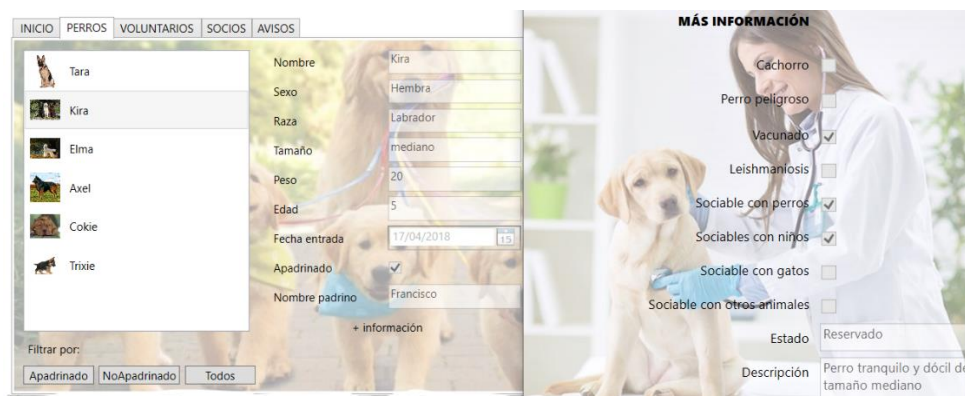 INICIO PERROS VOLUNTARIOS SOCIOS AVISOS
Tara
Kira
Elma
Axel
Cokie
Trixie
Filtrar por:
Apadrinado NoApadrinado Todos
Nombre Kira
Sexo Hembra
Raza Labrador
Tamaño mediano
Peso 20
Edad 5
Fecha entrada 17/04/2018 15
Apadrinado
Nombre padrino Francisco
+ información
MÁS INFORMACIÓN
Cachorro
Perro peligroso
Vacunado
Leishmaniosis
Sociable con perros
Sociables con niños
Sociable con gatos
Sociable con otros animales
Estado Reservado
Descripción Perro tranquilo y dócil de
tamaño mediano